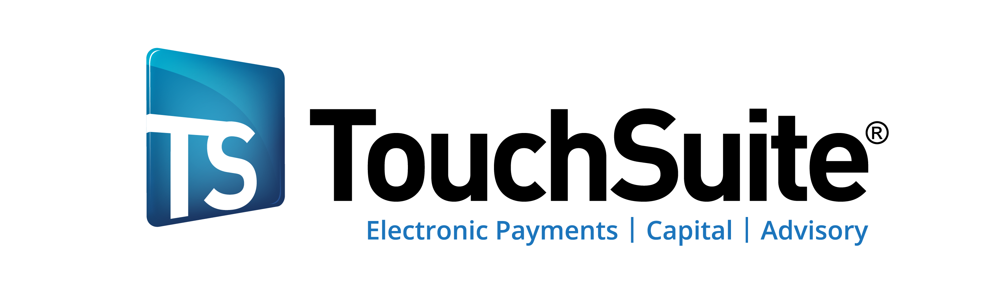 TS
TouchSuite®
Electronic Payments | Capital | Advisory